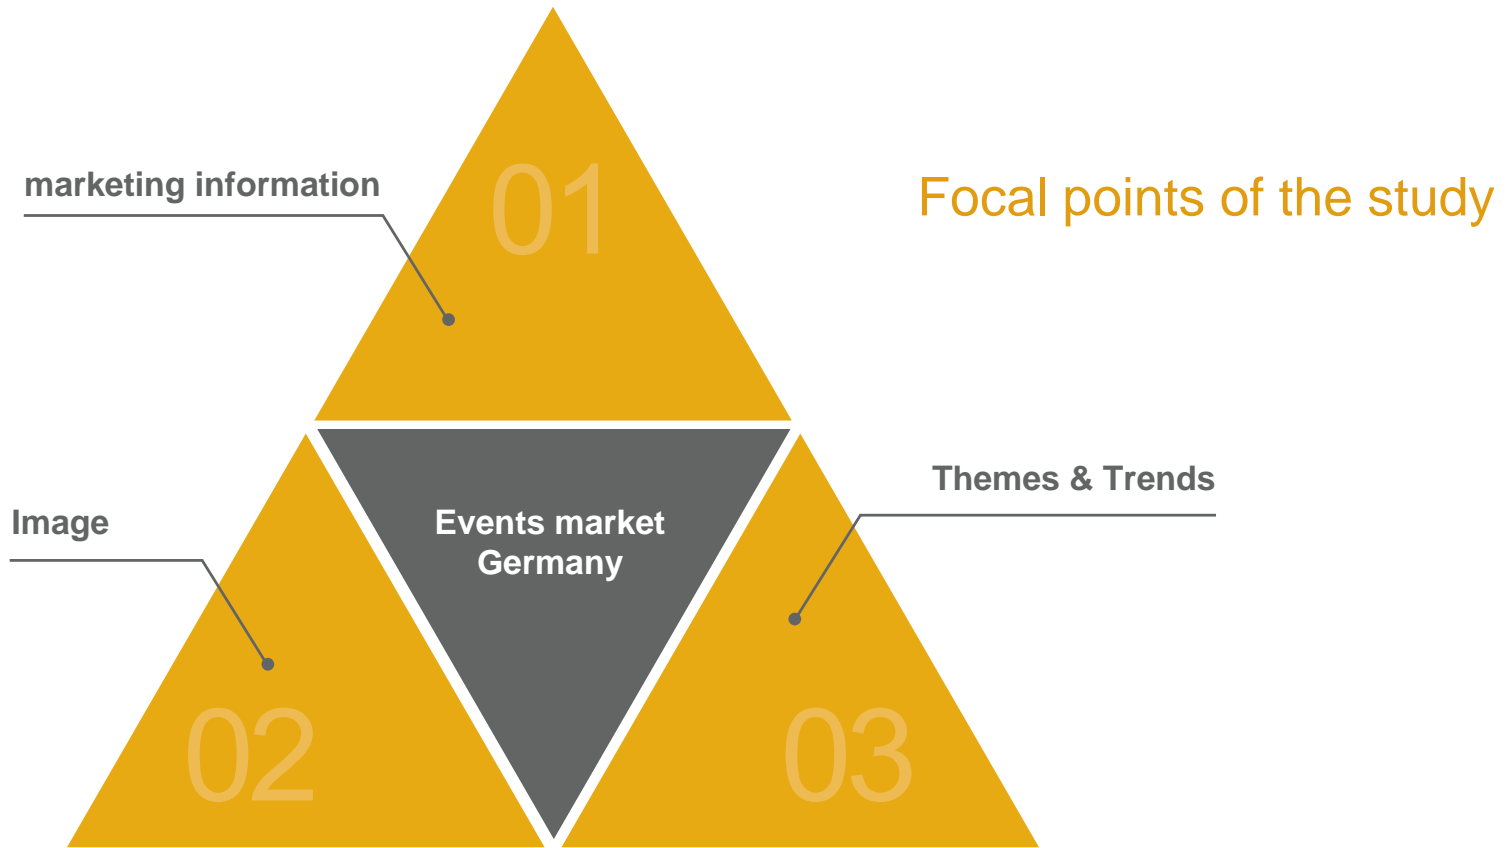 Focal points of the study
01
marketing information
Events market
Germany
Image
02
Themes & Trends
03